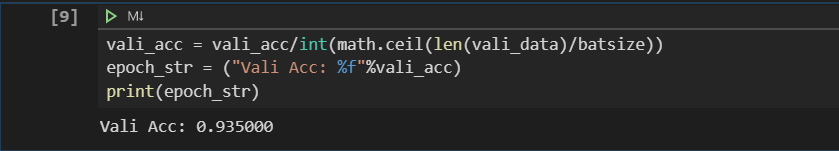 [9]
M↓
vali_acc = vali_acc/int(math.ceil(len(vali_data)/batsize))
epoch_str = ("Vali Acc: %f"%vali_acc)
print(epoch_str)
Vali Acc: 0.935000